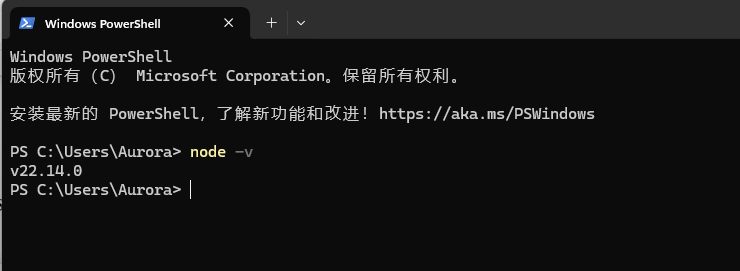 Windows PowerShell
Windows PowerShell
版权所有（C） Microsoft Corporation。保留所有权利。
安装最新的 PowerShell，了解新功能和改进！https://aka.ms/PSWindows
PS C:\Users\Aurora> node -v
v22.14.0
PS C:\Users\Aurora>